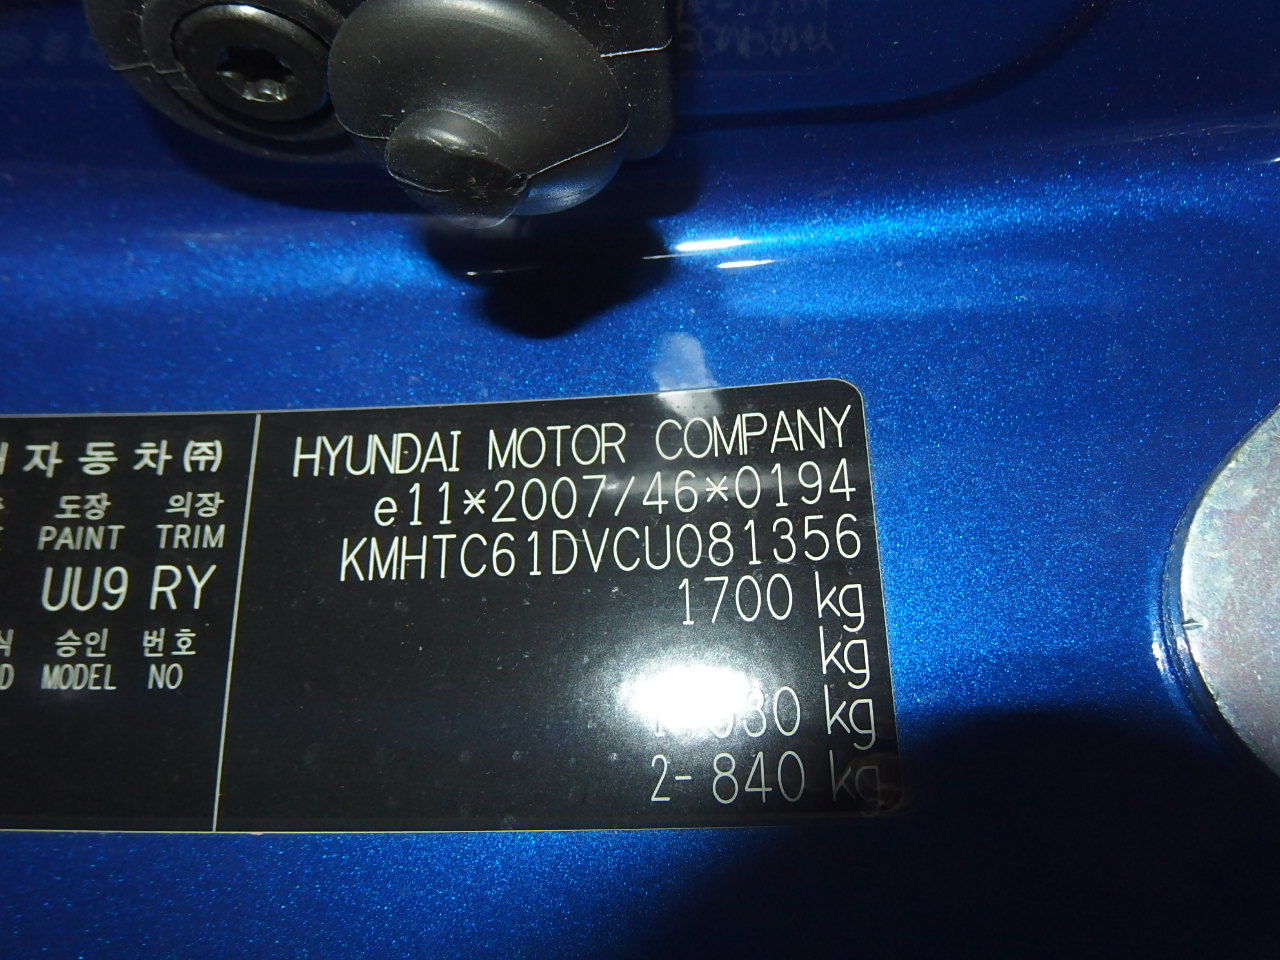 자동차 ㈜
도장 의장
PAINT TRIM
UU9 RY
승인 번호
MODEL NO
HYUNDAI MOTOR COMPANY
e11*2007/46*0194
KMHTC61DVCU081356
1700 kg
kg
kg
2- 840 kg